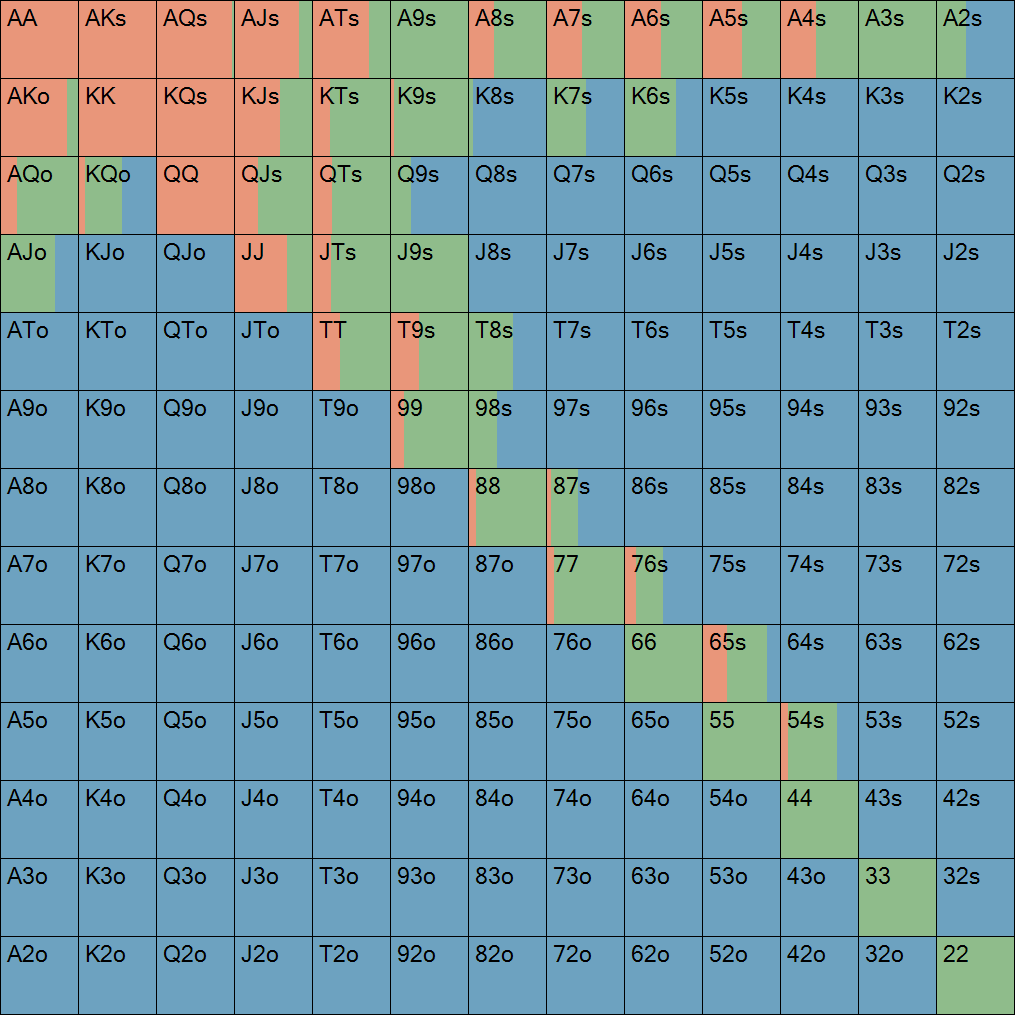 AA AKs AQs AJs ATs A9s A8s A7s A6s A5s A4s A3s A2s
AKo KK KQs KJs KTs K9s K8s K7s K6s K5s K4s K3s K2s
AQo KQo QQ QJs QTs Q9s Q8s Q7s Q6s Q5s Q4s Q3s Q2s
AJo KJo QJo JJ JTs J9s J8s J7s J6s J5s J4s J3s J2s
ATo KTo QTo JTo TT T9s T8s T7s T6s T5s T4s T3s T2s
A9o K9o Q9o J9o T9o 99 98s 97s 96s 95s 94s 93s 92s
A8o K8o Q8o J8o T8o 98o 88 87s 86s 85s 84s 83s 82s
A7o K7o Q7o J7o T7o 97o 87o 77 76s 75s 74s 73s 72s
A6o K6o Q6o J6o T6o 96o 86o 76o 66 65s 64s 63s 62s
A5o K5o Q5o J5o T5o 95o 85o 75o 65o 55 54s 53s 52s
A4o K4o Q4o J4o T4o 94o 84o 74o 64o 54o 44 43s 42s
A3o K3o Q3o J3o T3o 93o 83o 73o 63o 53o 43o 33 32s
A2o K2o Q2o J2o T2o 92o 82o 72o 62o 52o 42o 32o 22